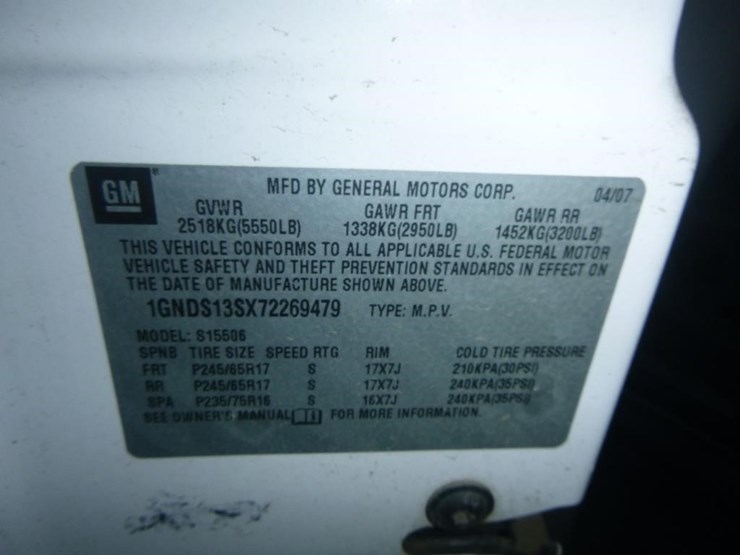 GM® MFD BY GENERAL MOTORS CORP. 04/07
GVWR GAWR FRT GAWR RR
2518KG(5550LB) 1338KG(2950LB) 1452KG(3200LB)
THIS VEHICLE CONFORMS TO ALL APPLICABLE U.S. FEDERAL MOTOR
VEHICLE SAFETY AND THEFT PREVENTION STANDARDS IN EFFECT ON
THE DATE OF MANUFACTURE SHOWN ABOVE.
1GNDS13SX72269479 TYPE: M.P.V.
MODEL: S15506
SPNB TIRE SIZE SPEED RTG RIM COLD TIRE PRESSURE
FRT P245/65R17 S 17X7J 210KPA(30PSI)
RR P245/65R17 S 17X7J 240KPA(35PSI)
SPA P235/75R16 S 16X7J 240KPA(35PSI)
SEE OWNER'S MANUAL FOR MORE INFORMATION.